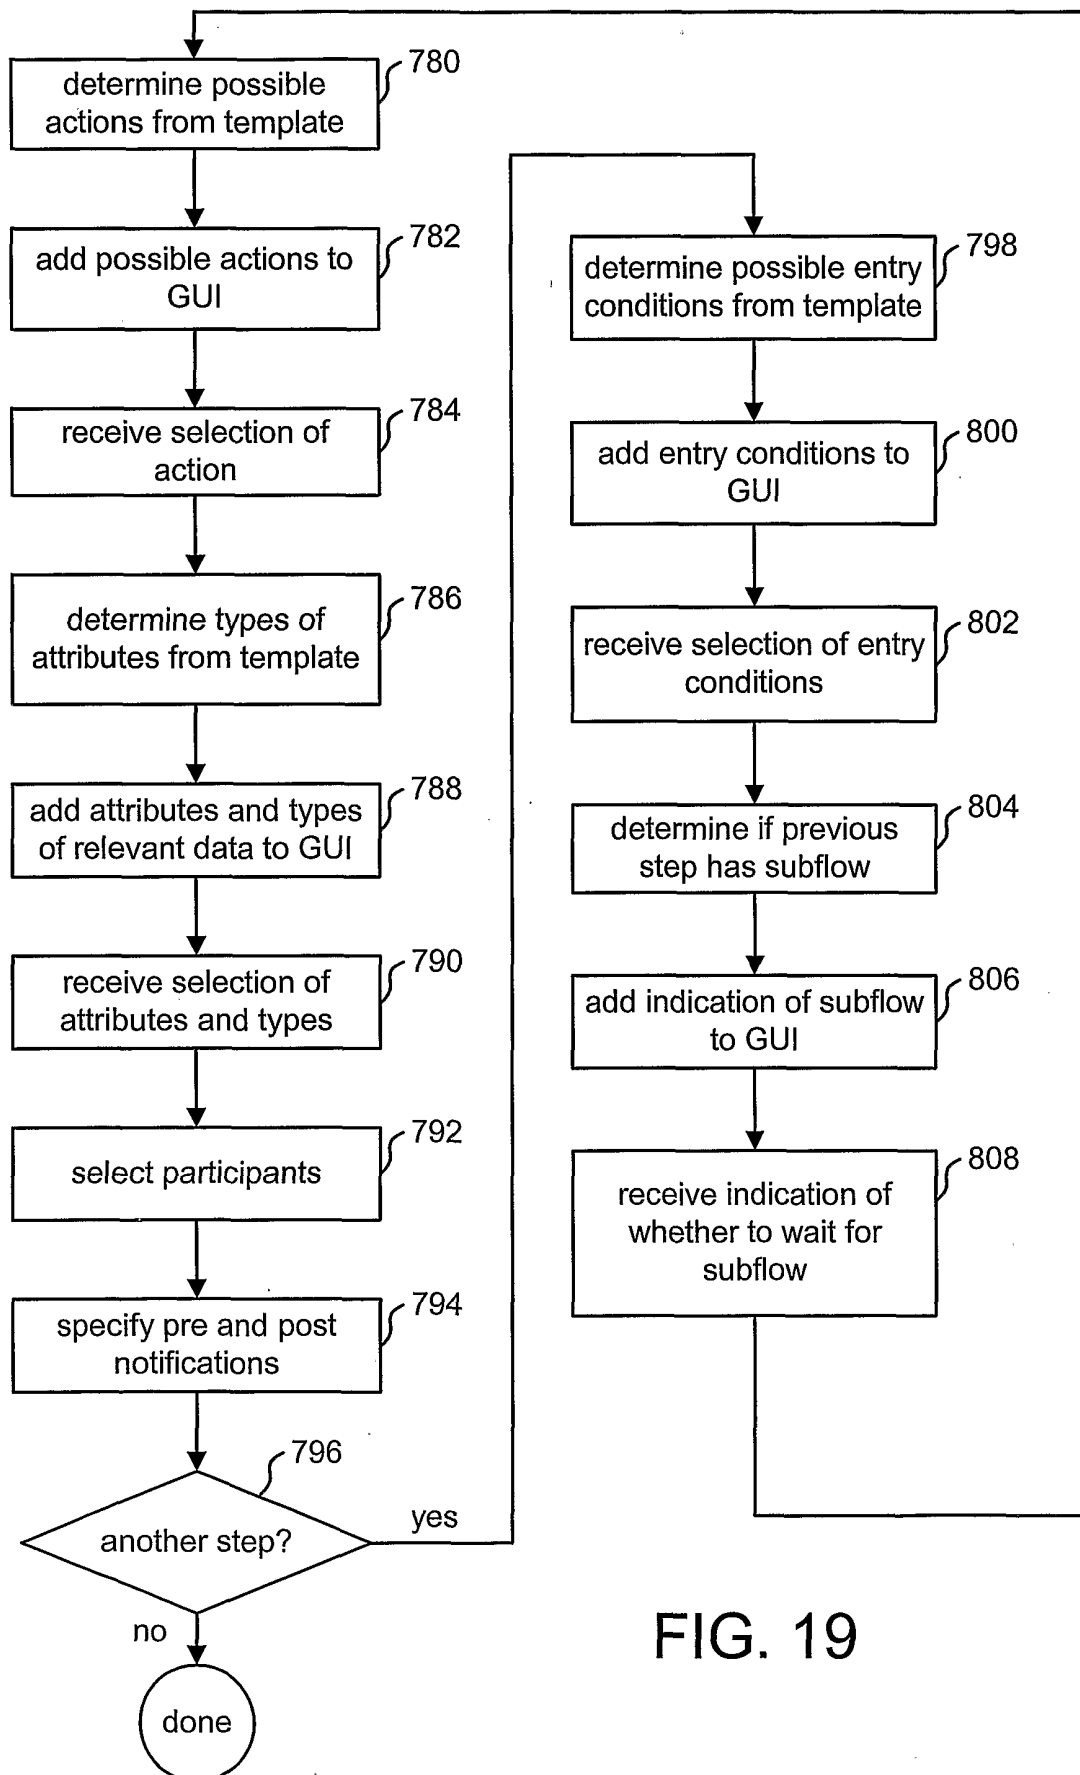 780
determine possible
actions from template
782
add possible actions to
GUI
784
receive selection of
action
786
determine types of
attributes from template
788
add attributes and types
of relevant data to GUI
790
receive selection of
attributes and types
792
select participants
794
specify pre and post
notifications
796
another step?
yes
no
done
798
determine possible entry
conditions from template
800
add entry conditions to
GUI
802
receive selection of entry
conditions
804
determine if previous
step has subflow
806
add indication of subflow
to GUI
808
receive indication of
whether to wait for
subflow
FIG. 19